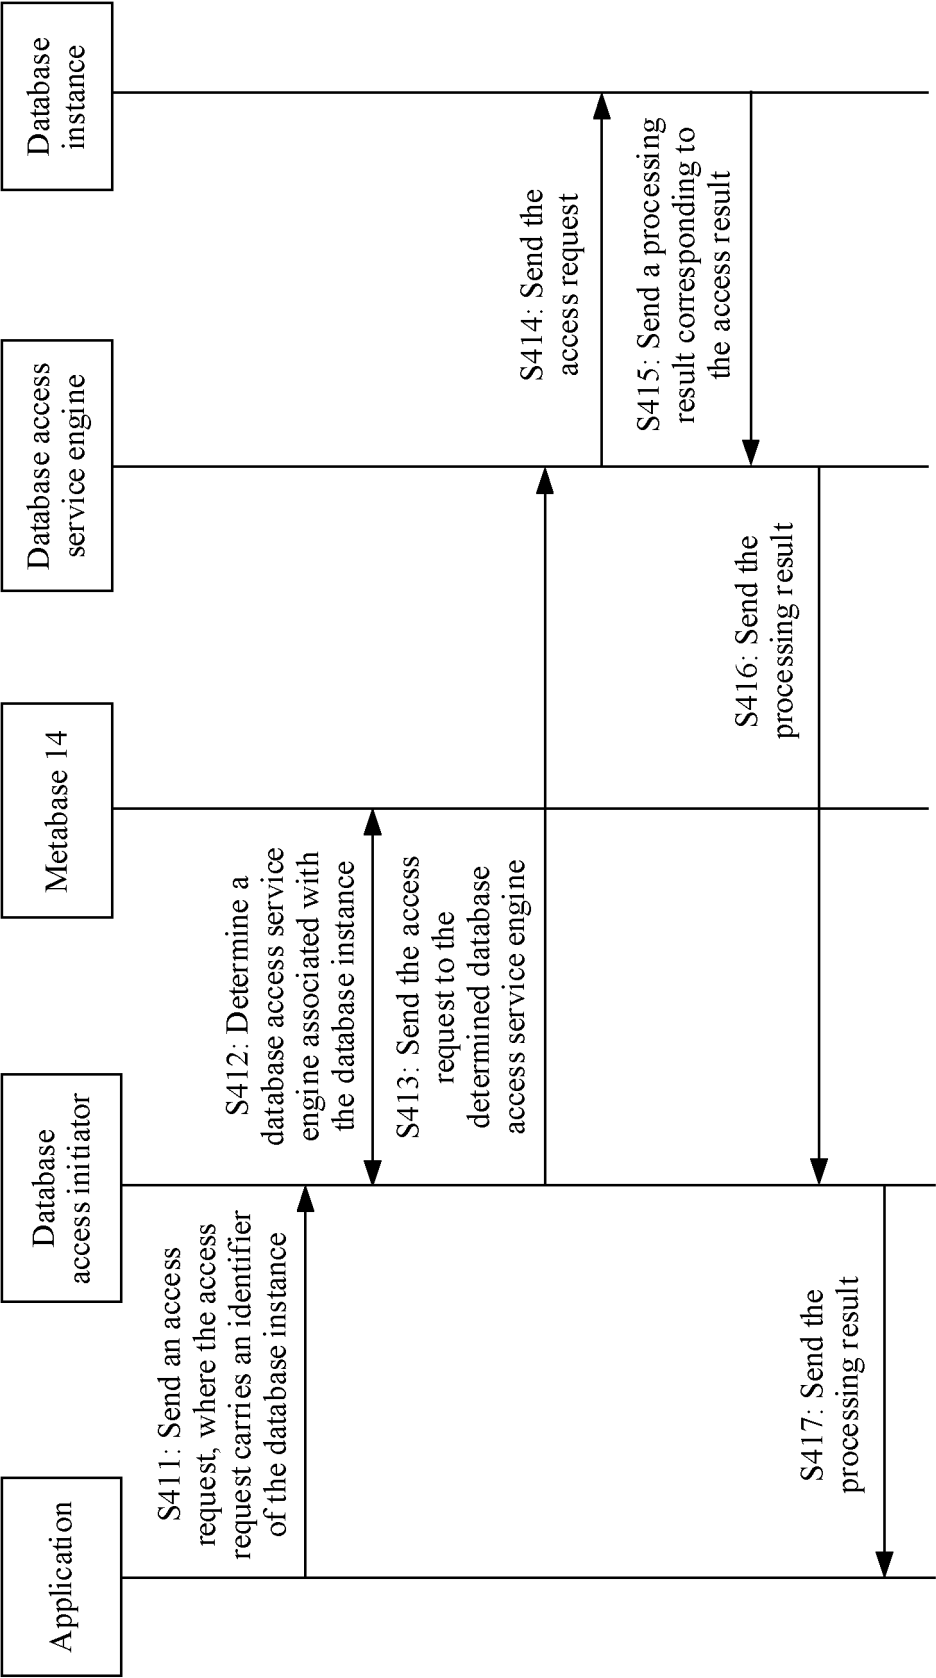 Application
Database
access initiator
Metabase 14
Database access
service engine
Database
instance
S411: Send an access
request, where the access
request carries an identifier
of the database instance
S412: Determine a
database access service
engine associated with
the database instance
S413: Send the access
request to the
determined database
access service engine
S414: Send the
access request
S415: Send a processing
result corresponding to
the access result
S416: Send the
processing result
S417: Send the
processing result